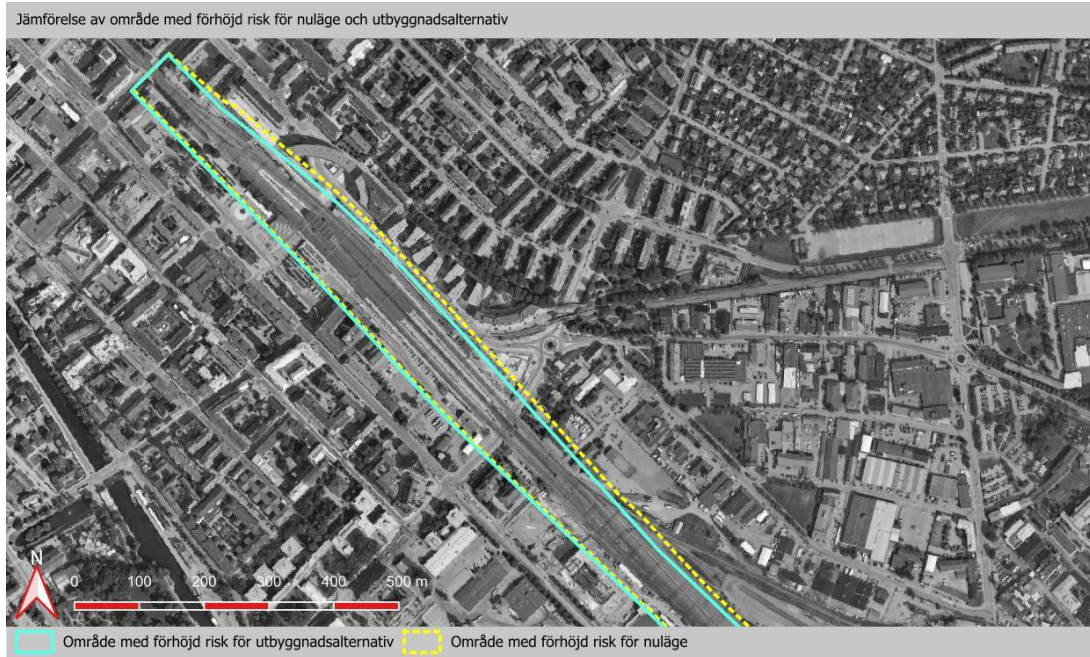 Jämförelse av område med förhöjd risk för nuläge och utbyggnadsalternativ
N
0 100 200 300 400 500 m
Område med förhöjd risk för utbyggnadsalternativ Område med förhöjd risk för nuläge